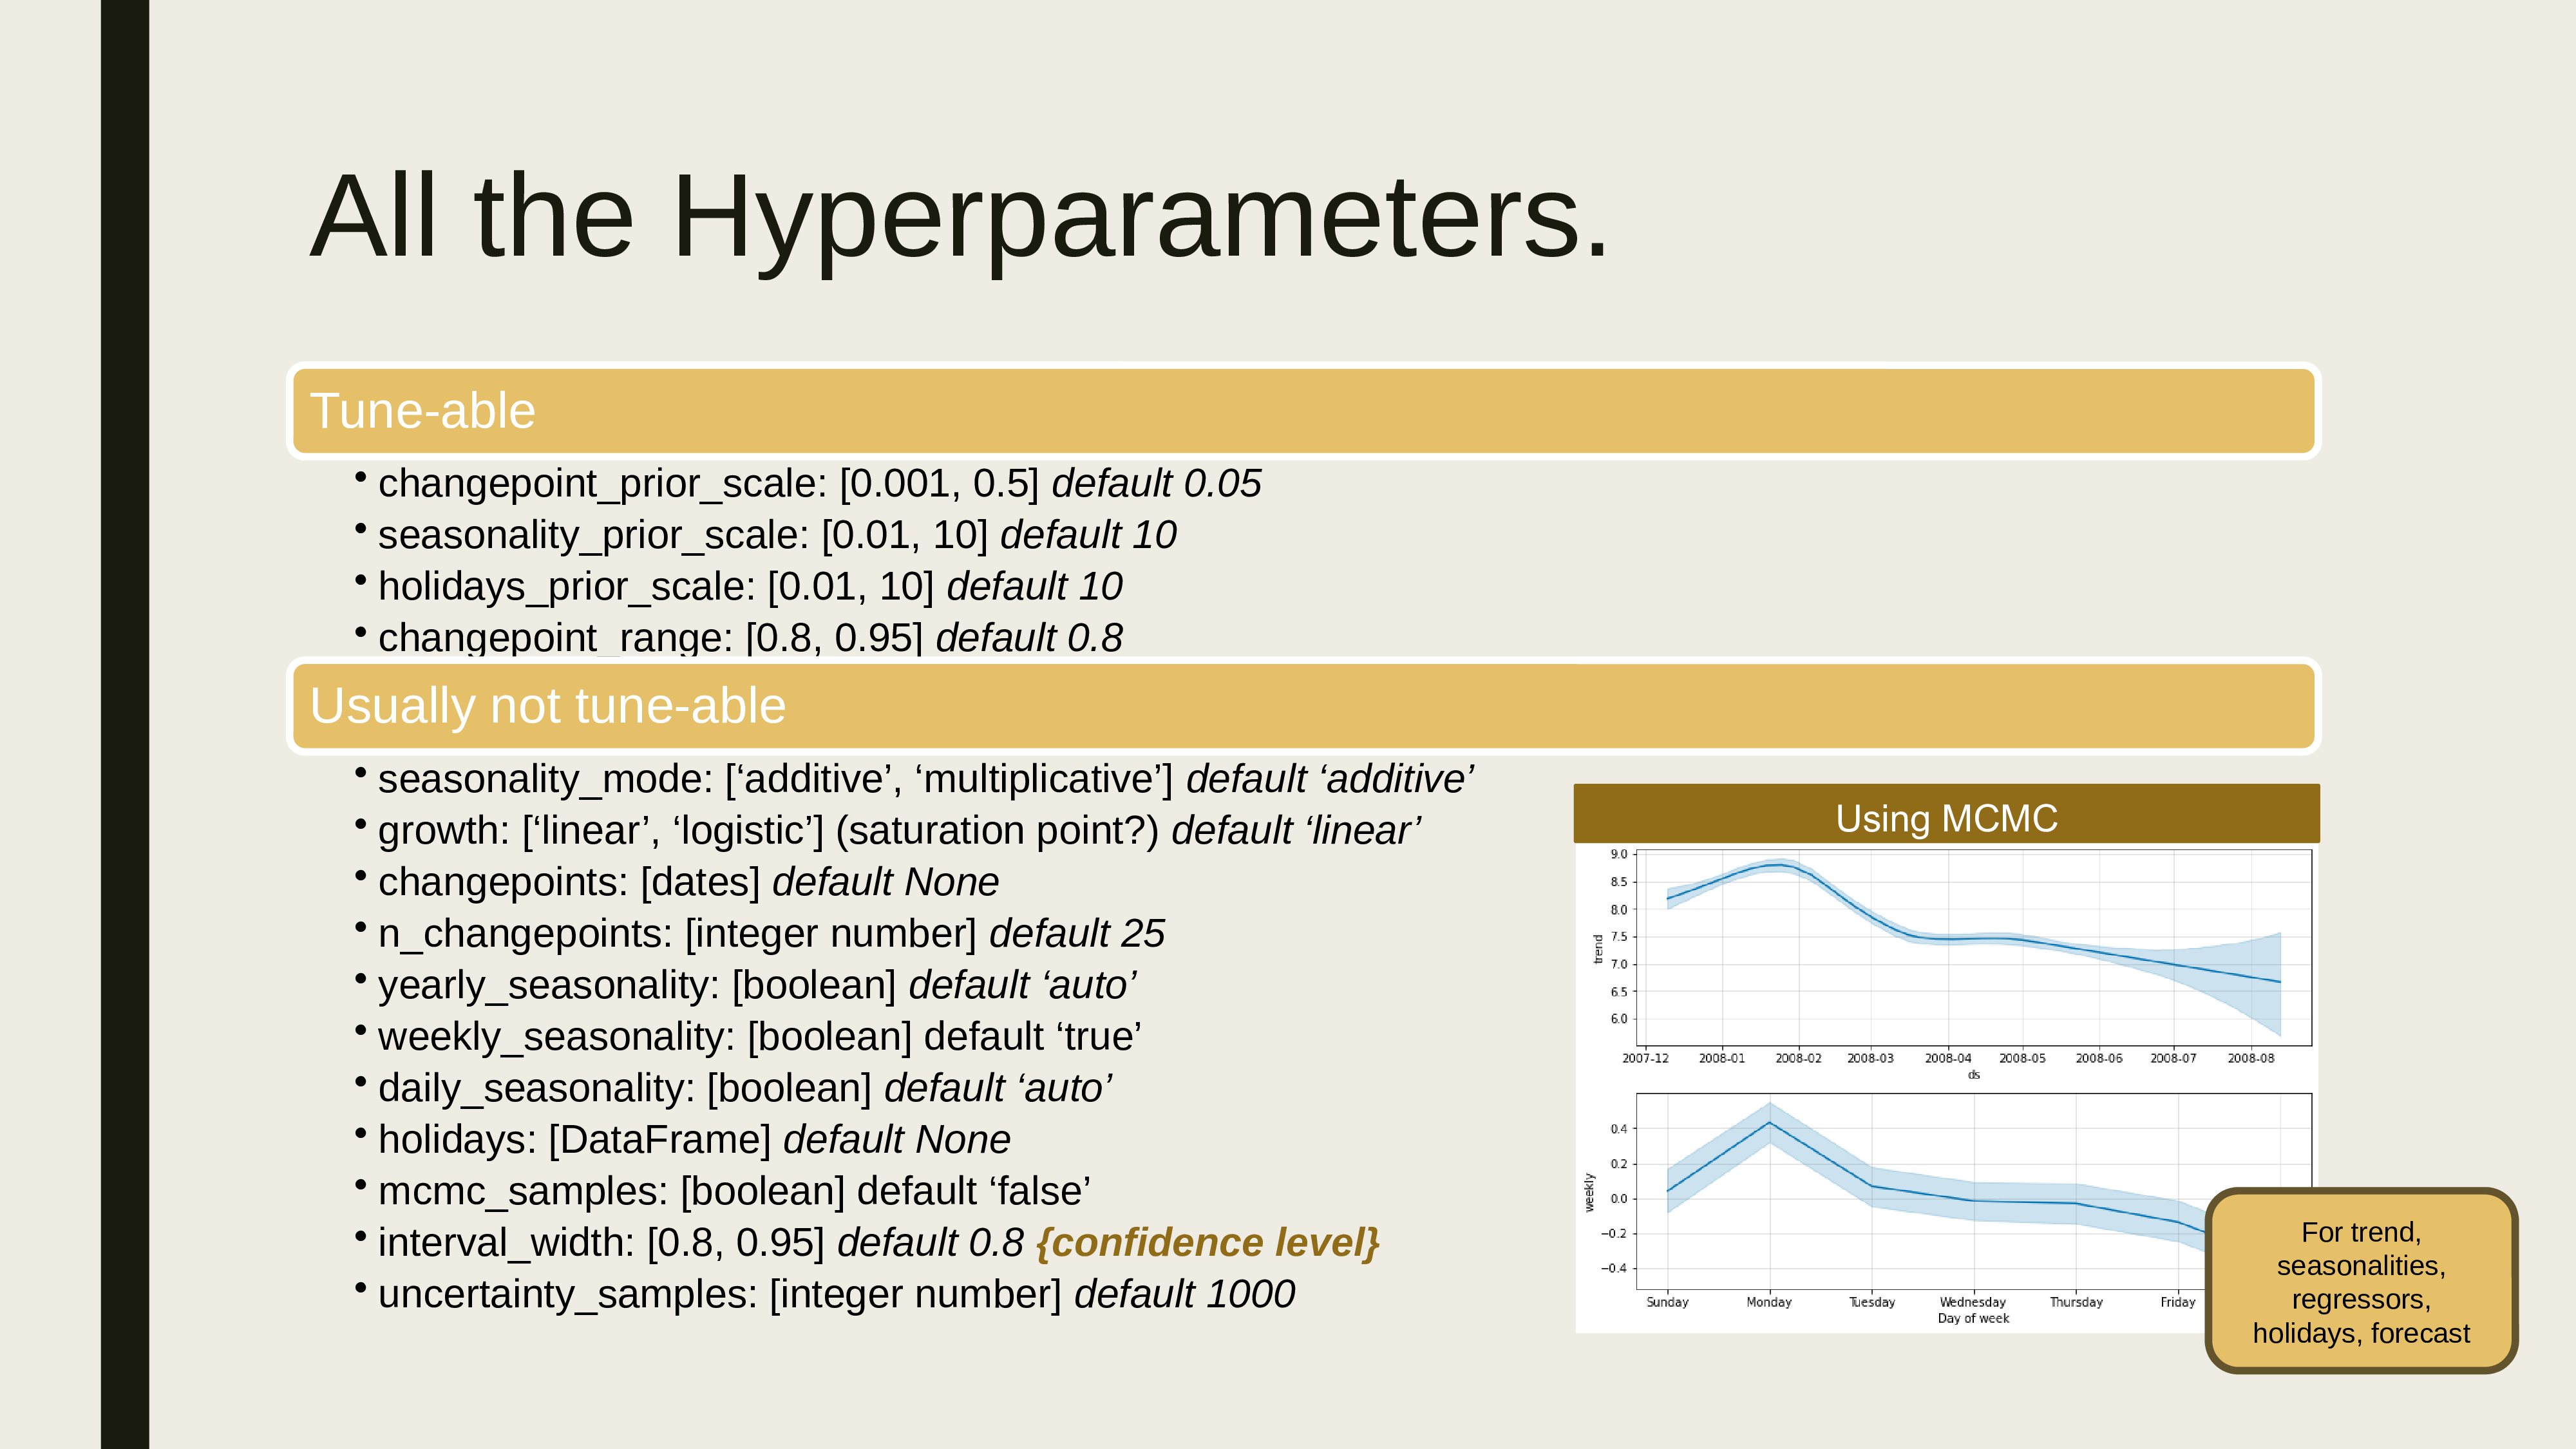 All the Hyperparameters.
Tune-able
• changepoint_prior_scale: [0.001, 0.5] default 0.05
• seasonality_prior_scale: [0.01, 10] default 10
• holidays_prior_scale: [0.01, 10] default 10
• changepoint_range: [0.8, 0.95] default 0.8
Usually not tune-able
• seasonality_mode: [‘additive’, ‘multiplicative’] default ‘additive’
• growth: [‘linear’, ‘logistic’] (saturation point?) default ‘linear’
• changepoints: [dates] default None
• n_changepoints: [integer number] default 25
• yearly_seasonality: [boolean] default ‘auto’
• weekly_seasonality: [boolean] default ‘true’
• daily_seasonality: [boolean] default ‘auto’
• holidays: [DataFrame] default None
• mcmc_samples: [boolean] default ‘false’
• interval_width: [0.8, 0.95] default 0.8 {confidence level}
• uncertainty_samples: [integer number] default 1000
Using MCMC
9.0
8.5
8.0
7.5
7.0
6.5
6.0
trend
2007-12 2008-01 2008-02 2008-03 2008-04 2008-05 2008-06 2008-07 2008-08
ds
0.4
0.2
0.0
−0.2
−0.4
weekly
Sunday Monday Tuesday Wednesday Thursday Friday
Day of week
For trend,
seasonalities,
regressors,
holidays, forecast